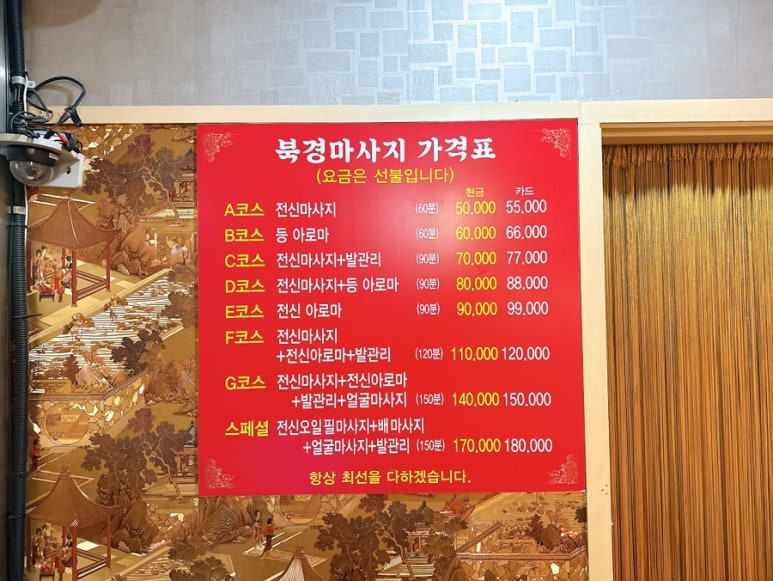 북경마사지 가격표
(요금은 선불입니다)
현금 카드
A코스 전신마사지 (60분) 50,000 55,000
B코스 등 아로마 (60분) 60,000 66,000
C코스 전신마사지+발관리 (90분) 70,000 77,000
D코스 전신마사지+등 아로마 (90분) 80,000 88,000
E코스 전신 아로마 (90분) 90,000 99,000
F코스 전신마사지
+전신아로마+발관리 (120분) 110,000 120,000
G코스 전신마사지+전신아로마
+발관리+얼굴마사지 (150분) 140,000 150,000
스페셜 전신오일필마사지+배마사지
+얼굴마사지+발관리 (150분) 170,000 180,000
항상 최선을 다하겠습니다.